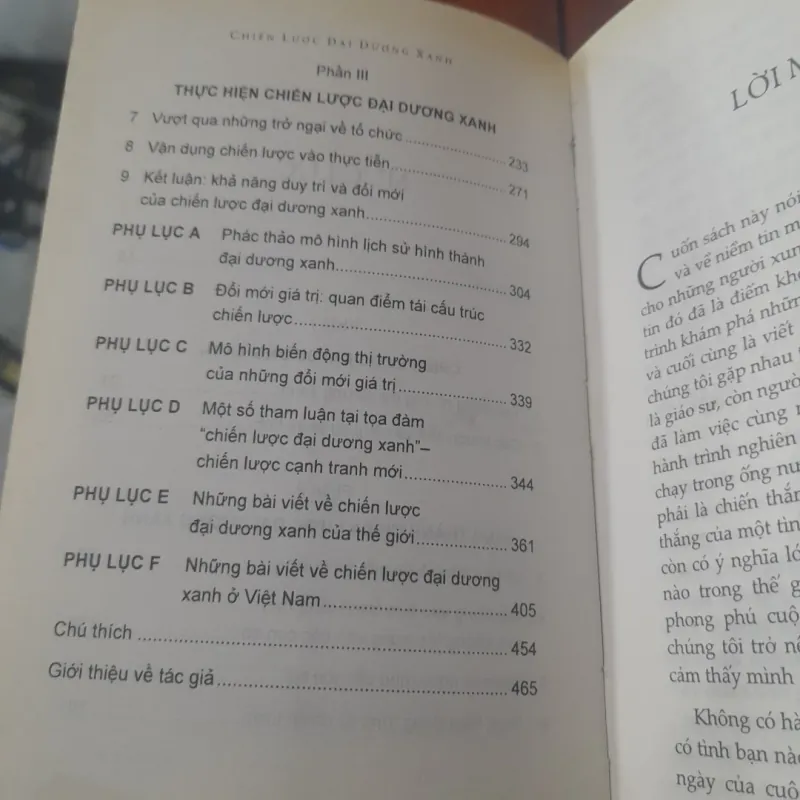 CHIẾN LƯỢC ĐẠI DƯƠNG XANH
Phần III
THỰC HIỆN CHIẾN LƯỢC ĐẠI DƯƠNG XANH
7 Vượt qua những trở ngại về tổ chức 233
8 Vận dụng chiến lược vào thực tiễn 271
9 Kết luận: khả năng duy trì và đổi mới
của chiến lược đại dương xanh 294
PHỤ LỤC A Phác thảo mô hình lịch sử hình thành
đại dương xanh 304
PHỤ LỤC B Đổi mới giá trị: quan điểm tái cấu trúc
chiến lược 332
PHỤ LỤC C Mô hình biến động thị trường
của những đổi mới giá trị 339
PHỤ LỤC D Một số tham luận tại tọa đàm
“chiến lược đại dương xanh”–
chiến lược cạnh tranh mới 344
PHỤ LỤC E Những bài viết về chiến lược
đại dương xanh của thế giới 361
PHỤ LỤC F Những bài viết về chiến lược đại dương
xanh ở Việt Nam 405
Chú thích 454
Giới thiệu về tác giả 465
LỜI
Cuốn sách này nói
và về niềm tin
cho những người
tin đó đã là điểm
trình khám phá những
và cuối cùng là viết
chúng tôi gặp nhau
là giáo sư, còn người
đã làm việc cùng
hành trình nghiên
chạy trong ống
phải là chiến thắng
thắng của một
còn có ý nghĩa
nào trong thế
phong phú
chúng tôi trở
cảm thấy mình
Không có
có tình bạn nào
ngày của